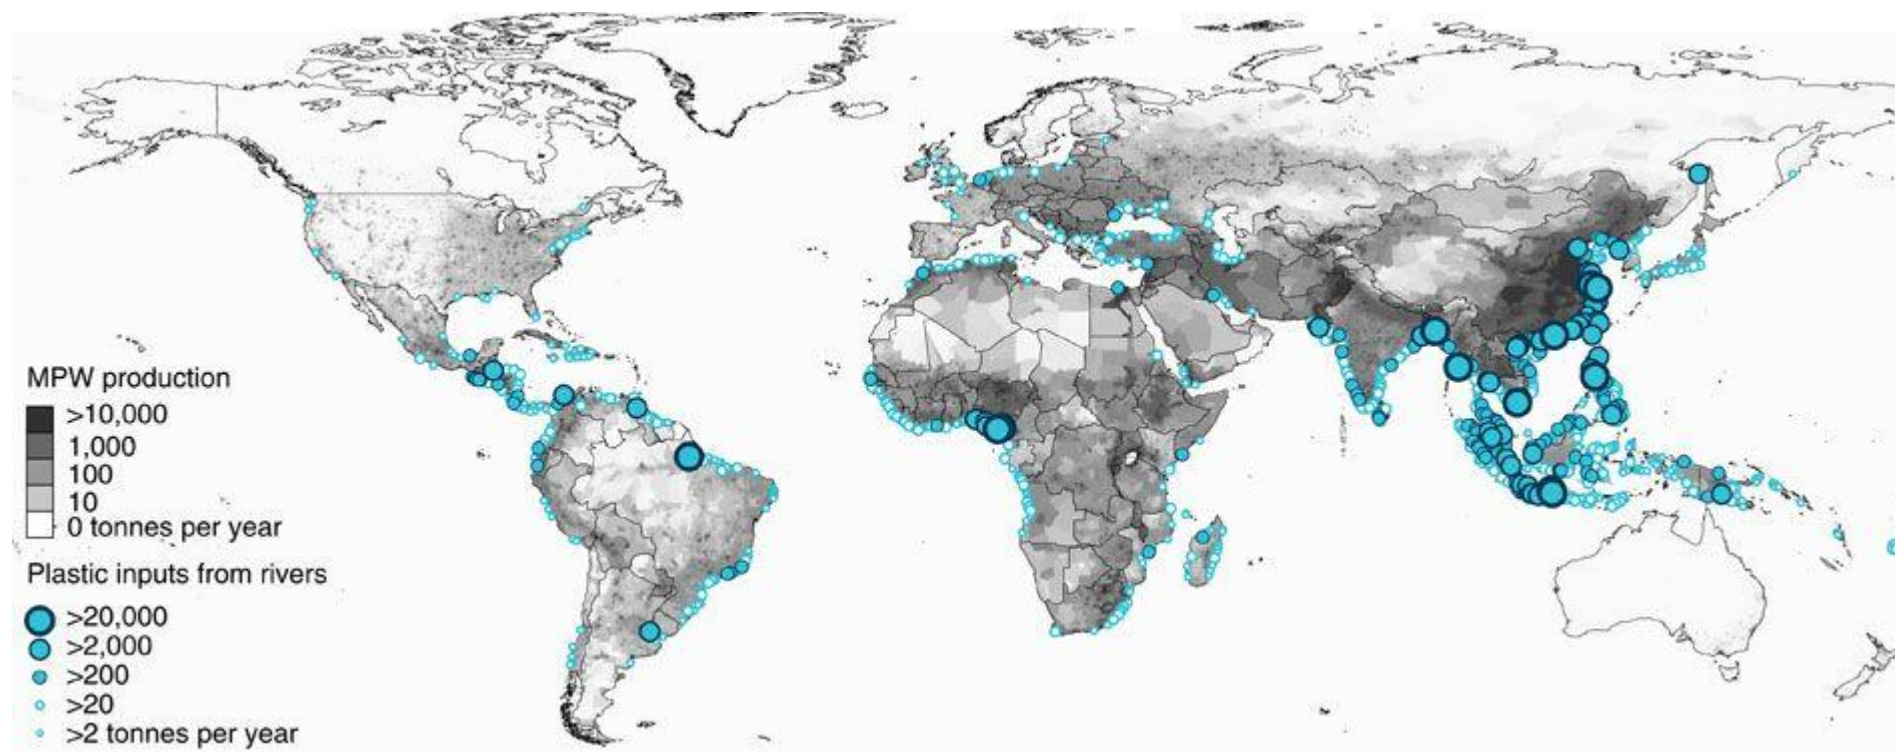 MPW production
>10,000
1,000
100
10
0 tonnes per year
Plastic inputs from rivers
>20,000
>2,000
>200
>20
>2 tonnes per year